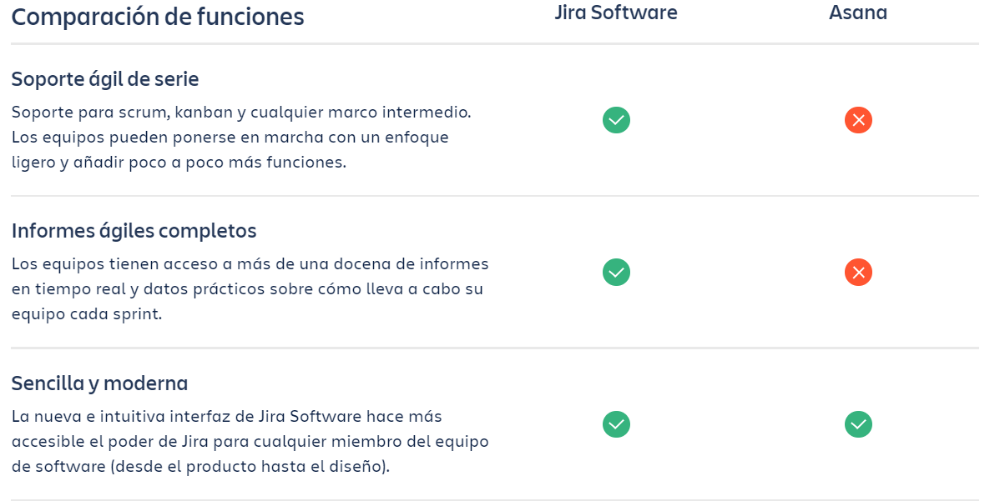 Comparación de funciones
Jira Software
Asana
Soporte ágil de serie
Soporte para scrum, kanban y cualquier marco intermedio.
Los equipos pueden ponerse en marcha con un enfoque
ligero y añadir poco a poco más funciones.
Informes ágiles completos
Los equipos tienen acceso a más de una docena de informes
en tiempo real y datos prácticos sobre cómo lleva a cabo su
equipo cada sprint.
Sencilla y moderna
La nueva e intuitiva interfaz de Jira Software hace más
accesible el poder de Jira para cualquier miembro del equipo
de software (desde el producto hasta el diseño).